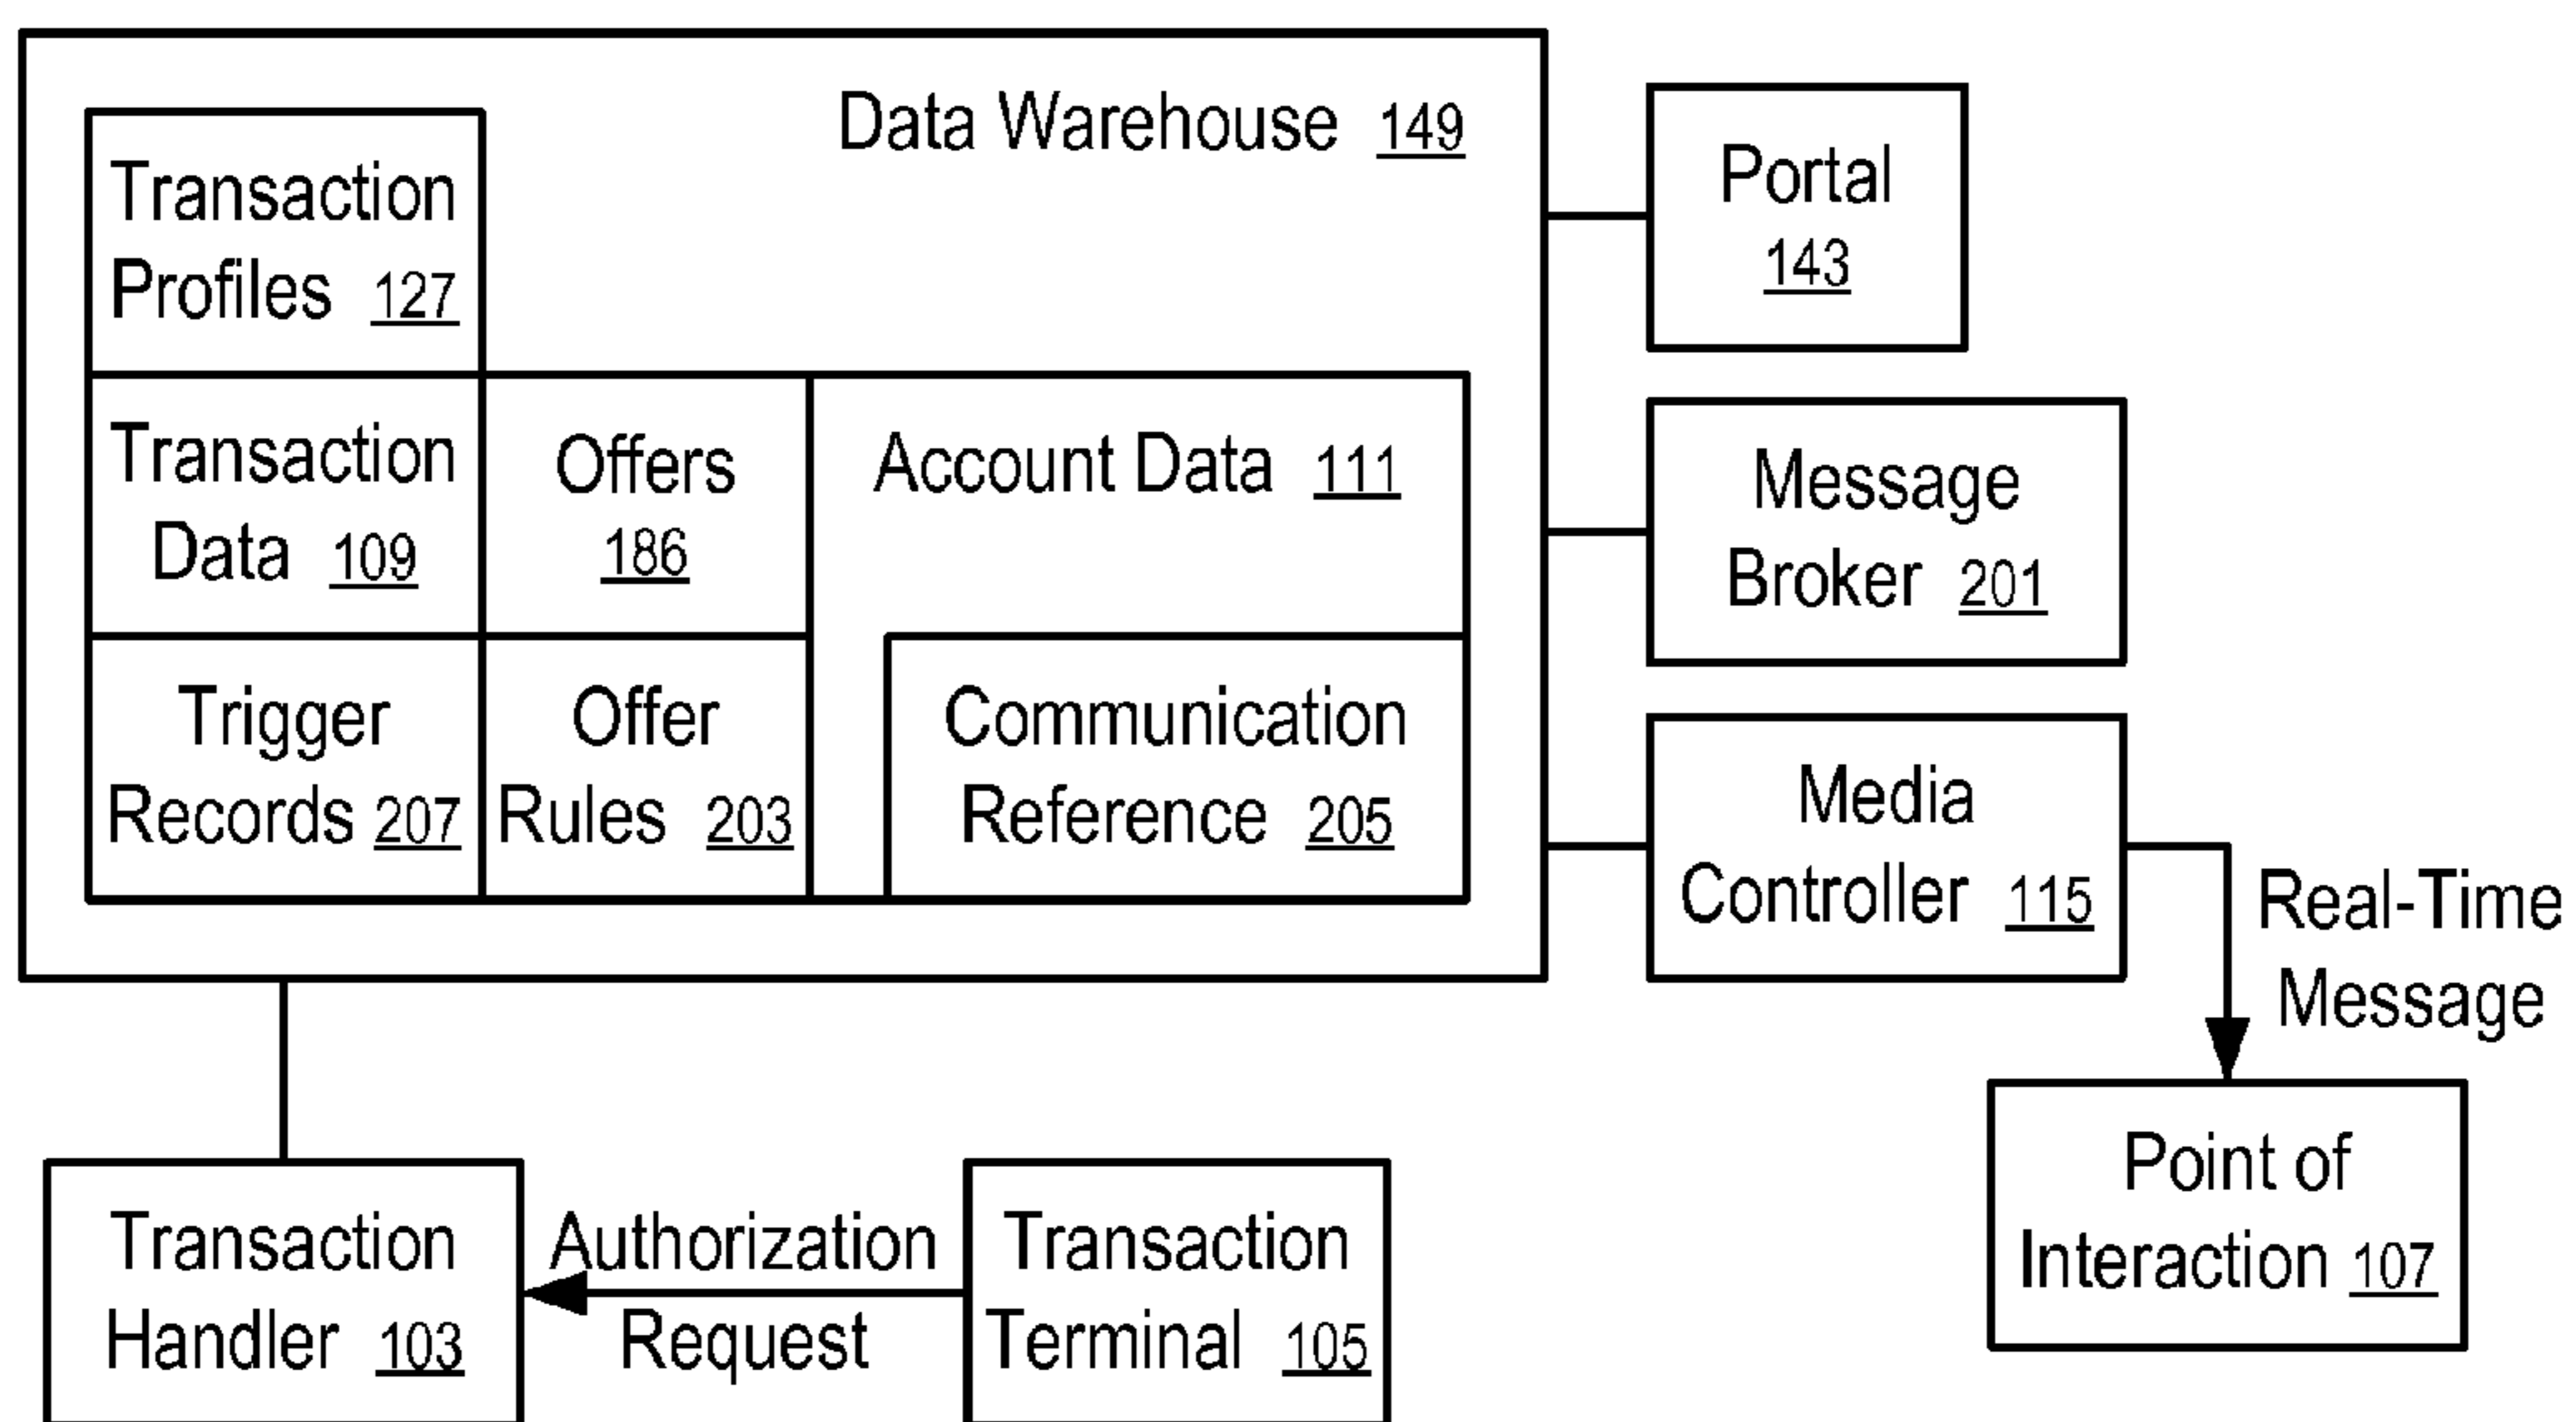 Data Warehouse 149
Transaction
Profiles 127
Transaction
Data 109
Offers
186
Account Data 111
Trigger
Records 207
Offer
Rules 203
Communication
Reference 205
Portal
143
Message
Broker 201
Media
Controller 115
Real-Time
Message
Point of
Interaction 107
Transaction
Handler 103
Authorization
Request
Transaction
Terminal 105